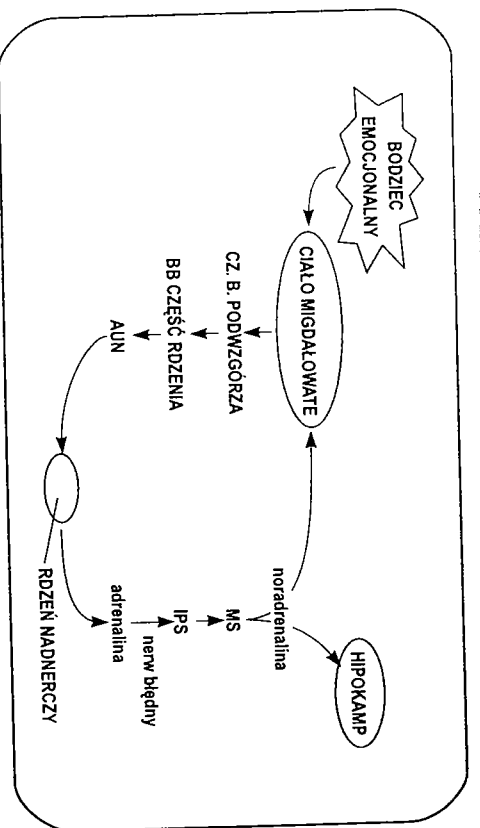 BODZIEC
EMOCJONALNY
CIAŁO MIGDAŁOWATE
CZ. B. PODWZGÓRZA
BB CZĘŚĆ RDZENIA
AUN
RDZEŃ NADNERCZY
adrenalina
nerw błędny
IPS
MS
noradrenalina
HIPOKAMP